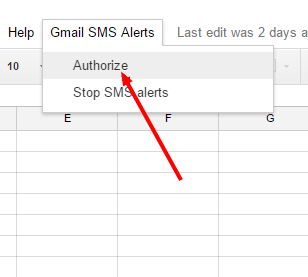 Help Gmail SMS Alerts Last edit was 2 days a
10 Authorize
Stop SMS alerts
E F G